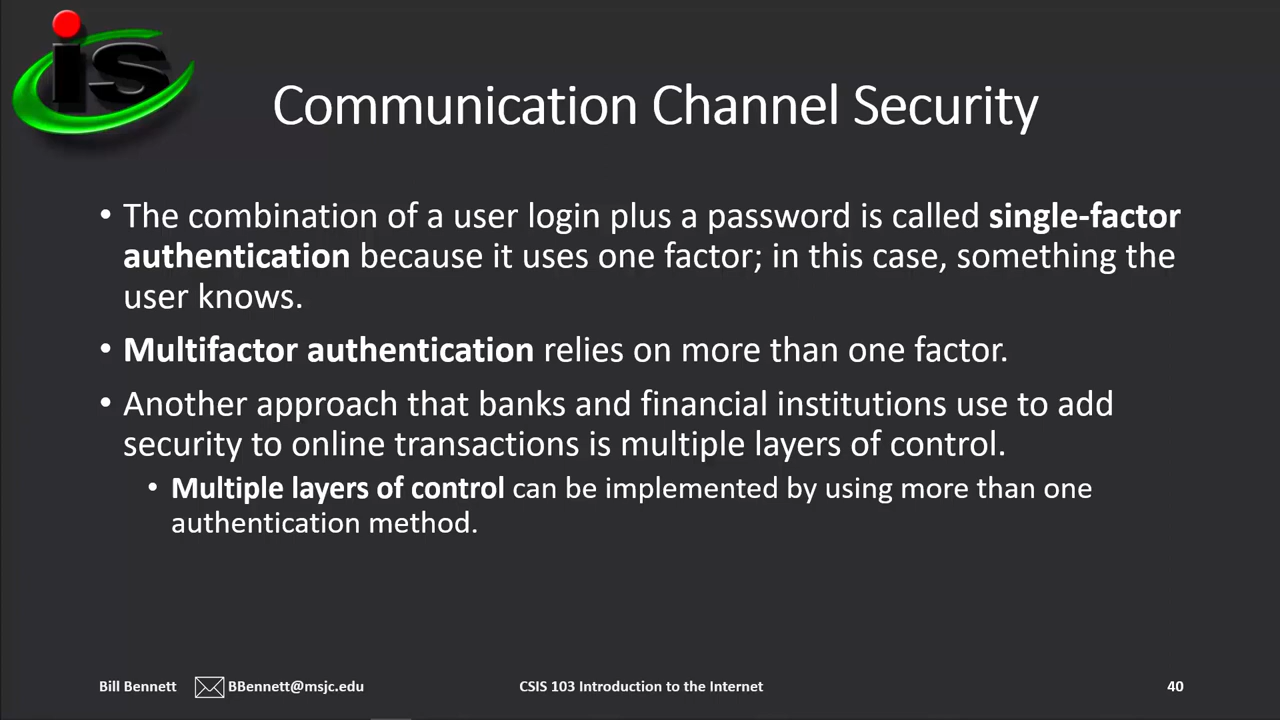 is
Communication Channel Security
• The combination of a user login plus a password is called single-factor
authentication because it uses one factor; in this case, something the
user knows.
• Multifactor authentication relies on more than one factor.
• Another approach that banks and financial institutions use to add
security to online transactions is multiple layers of control.
• Multiple layers of control can be implemented by using more than one
authentication method.
Bill Bennett BBennett@msjc.edu CSIS 103 Introduction to the Internet 40